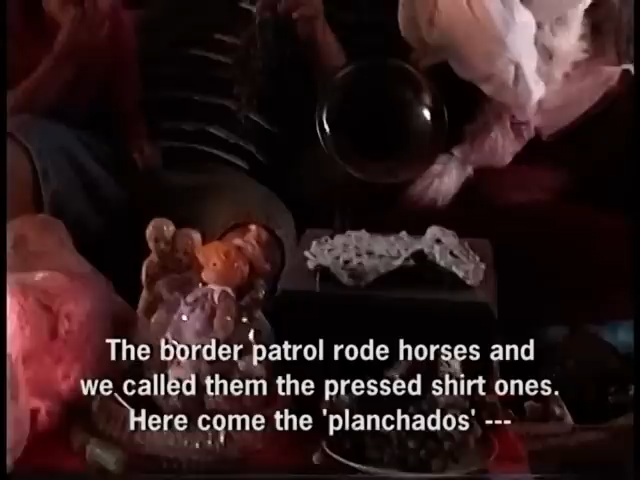 The border patrol rode horses and
we called them the pressed shirt ones.
Here come the 'planchados' ---